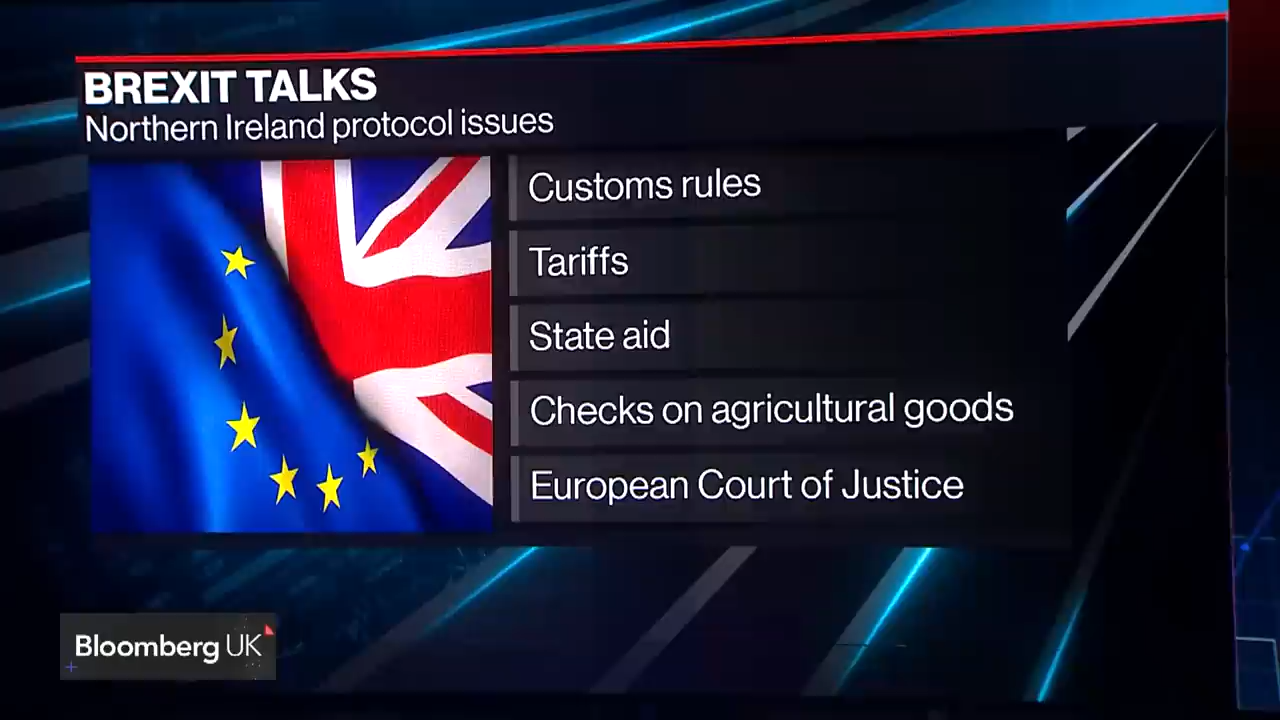 BREXIT TALKS
Northern Ireland protocol issues
Customs rules
Tariffs
State aid
Checks on agricultural goods
European Court of Justice
Bloomberg UK